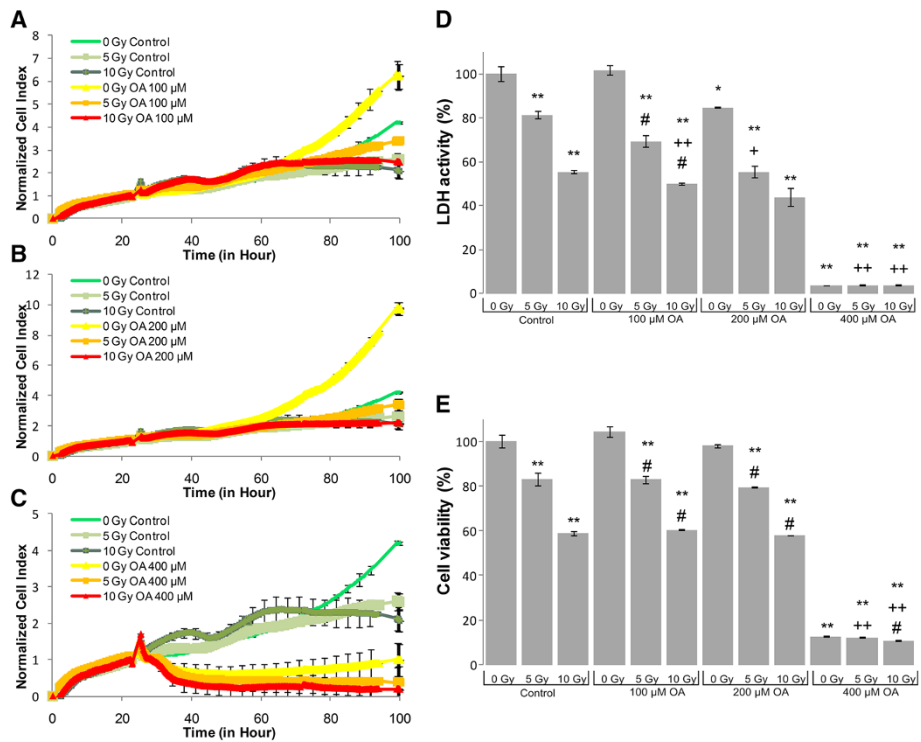 A
Normalized Cell Index
8
7
6
5
4
3
2
1
0
0 Gy Control
5 Gy Control
10 Gy Control
0 Gy OA 100 µM
5 Gy OA 100 µM
10 Gy OA 100 µM
0 20 40 60 80 100
Time (in Hour)
B
Normalized Cell Index
12
10
8
6
4
2
0
0 Gy Control
5 Gy Control
10 Gy Control
0 Gy OA 200 µM
5 Gy OA 200 µM
10 Gy OA 200 µM
0 20 40 60 80 100
Time (in Hour)
C
Normalized Cell Index
5
4
3
2
1
0
0 Gy Control
5 Gy Control
10 Gy Control
0 Gy OA 400 µM
5 Gy OA 400 µM
10 Gy OA 400 µM
0 20 40 60 80 100
Time (in Hour)
D
LDH activity (%)
100
80
60
40
20
0
**
**
**
#
**
++
#
*
**
+
**
**
**
++
**
++
0 Gy 5 Gy 10 Gy 0 Gy 5 Gy 10 Gy 0 Gy 5 Gy 10 Gy 0 Gy 5 Gy 10 Gy
Control 100 µM OA 200 µM OA 400 µM OA
E
Cell viability (%)
100
80
60
40
20
0
**
**
**
#
**
#
**
#
**
#
**
**
++
**
++
#
0 Gy 5 Gy 10 Gy 0 Gy 5 Gy 10 Gy 0 Gy 5 Gy 10 Gy 0 Gy 5 Gy 10 Gy
Control 100 µM OA 200 µM OA 400 µM OA